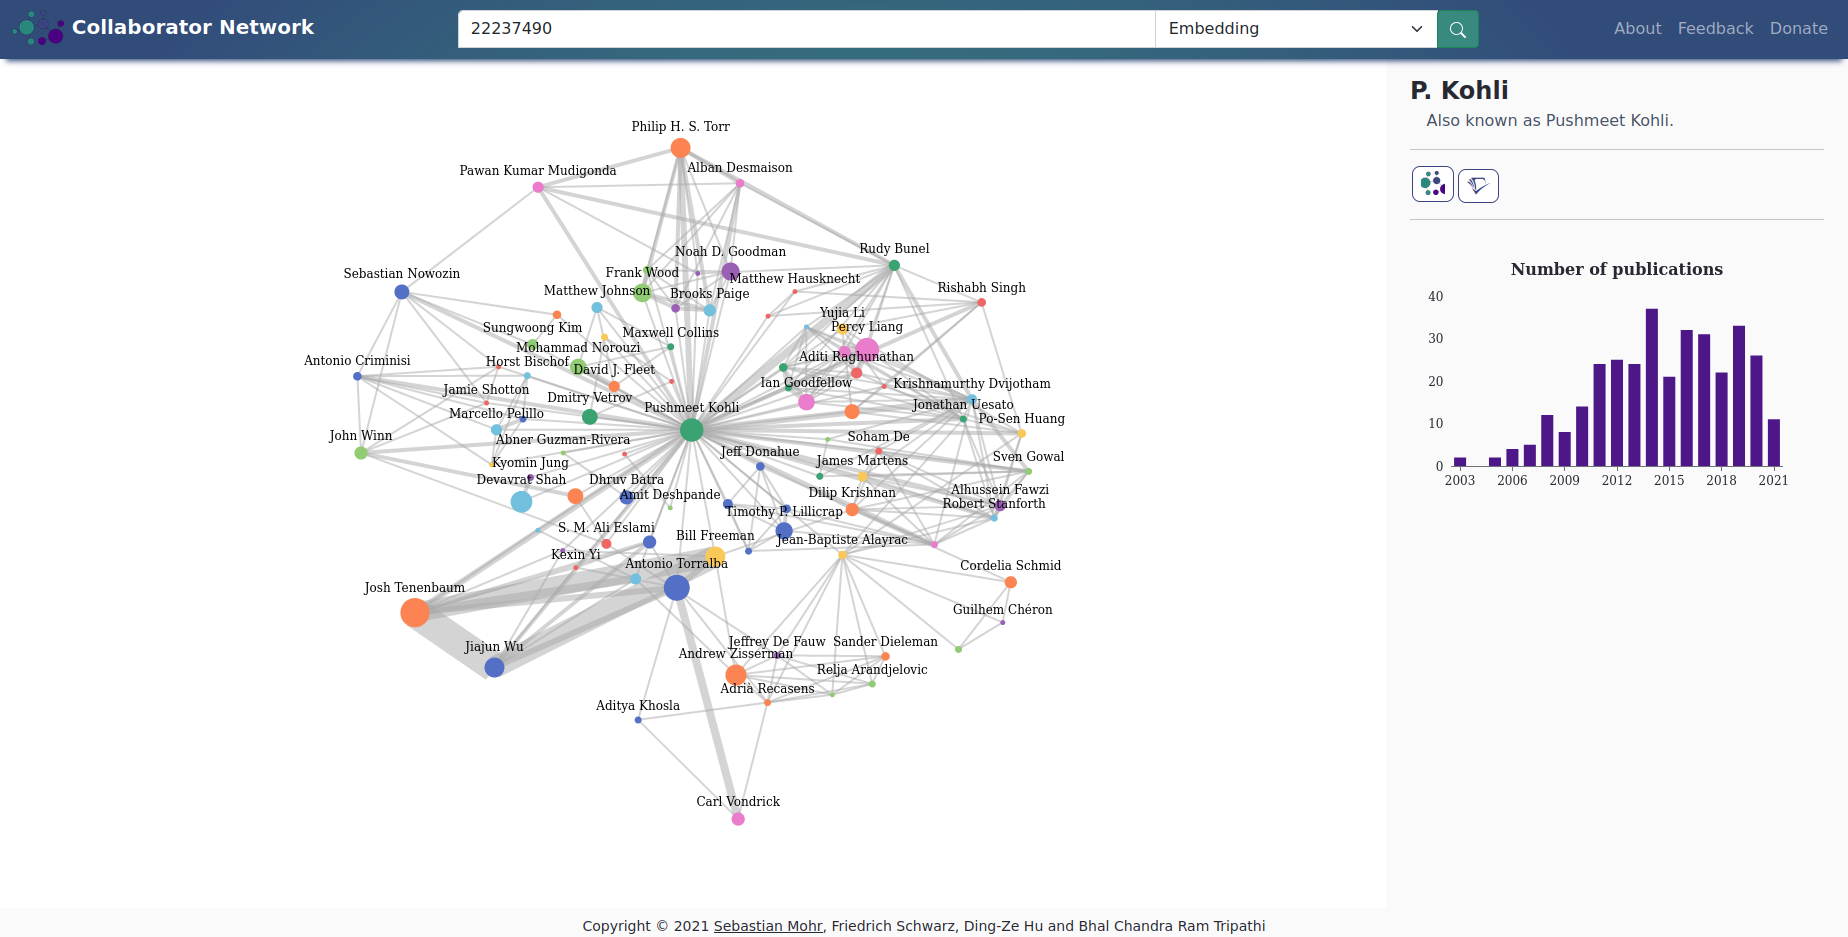 Collaborator Network
22237490
Embedding
About
Feedback
Donate
P. Kohli
Also known as Pushmeet Kohli.
Number of publications
40
30
20
10
0
2003 2006 2009 2012 2015 2018 2021
Philip H. S. Torr
Pawan Kumar Mudigonda
Alban Desmaison
Noah D. Goodman
Rudy Bunel
Sebastian Nowozin
Frank Wood
Matthew Hausknecht
Rishabh Singh
Matthew Johnson
Brooks Paige
Yujia Li
Sungwoong Kim
Maxwell Collins
Percy Liang
Mohammad Norouzi
Antonio Criminisi
Horst Bischof
David J. Fleet
Aditi Raghunathan
Jamie Shotton
Ian Goodfellow
Krishnamurthy Dvijotham
Dmitry Vetrov
Pushmeet Kohli
Jonathan Uesato
Marcello Pelillo
Po-Sen Huang
John Winn
Abner Guzman-Rivera
Soham De
Jeff Donahue
Kyomin Jung
James Martens
Sven Gowal
Devavrat Shah
Dhruv Batra
Amit Deshpande
Dilip Krishnan
Alhussein Fawzi
Robert Stanforth
Timothy P. Lillicrap
S. M. Ali Eslami
Bill Freeman
Jean-Baptiste Alayrac
Kexin Yi
Antonio Torralba
Cordelia Schmid
Josh Tenenbaum
Guilhem Chéron
Jiajun Wu
Jeffrey De Fauw
Sander Dieleman
Andrew Zisserman
Relja Arandjelovic
Adrià Recasens
Aditya Khosla
Carl Vondrick
Copyright © 2021 Sebastian Mohr, Friedrich Schwarz, Ding-Ze Hu and Bhal Chandra Ram Tripathi